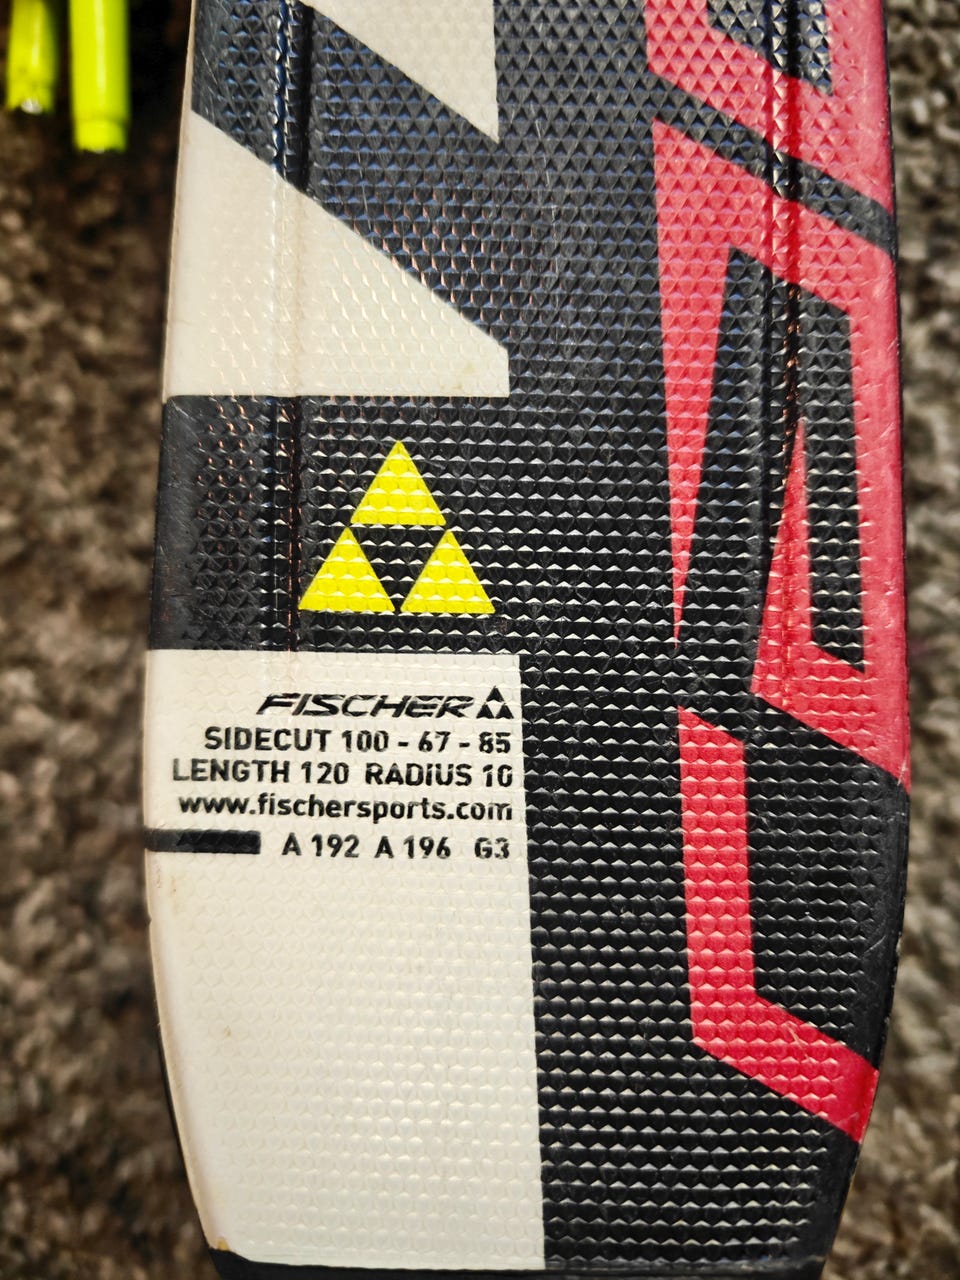 FISCHER
SIDECUT 100 - 67 - 85
LENGTH 120 RADIUS 10
www.fischersports.com
A 192 A 196 G3